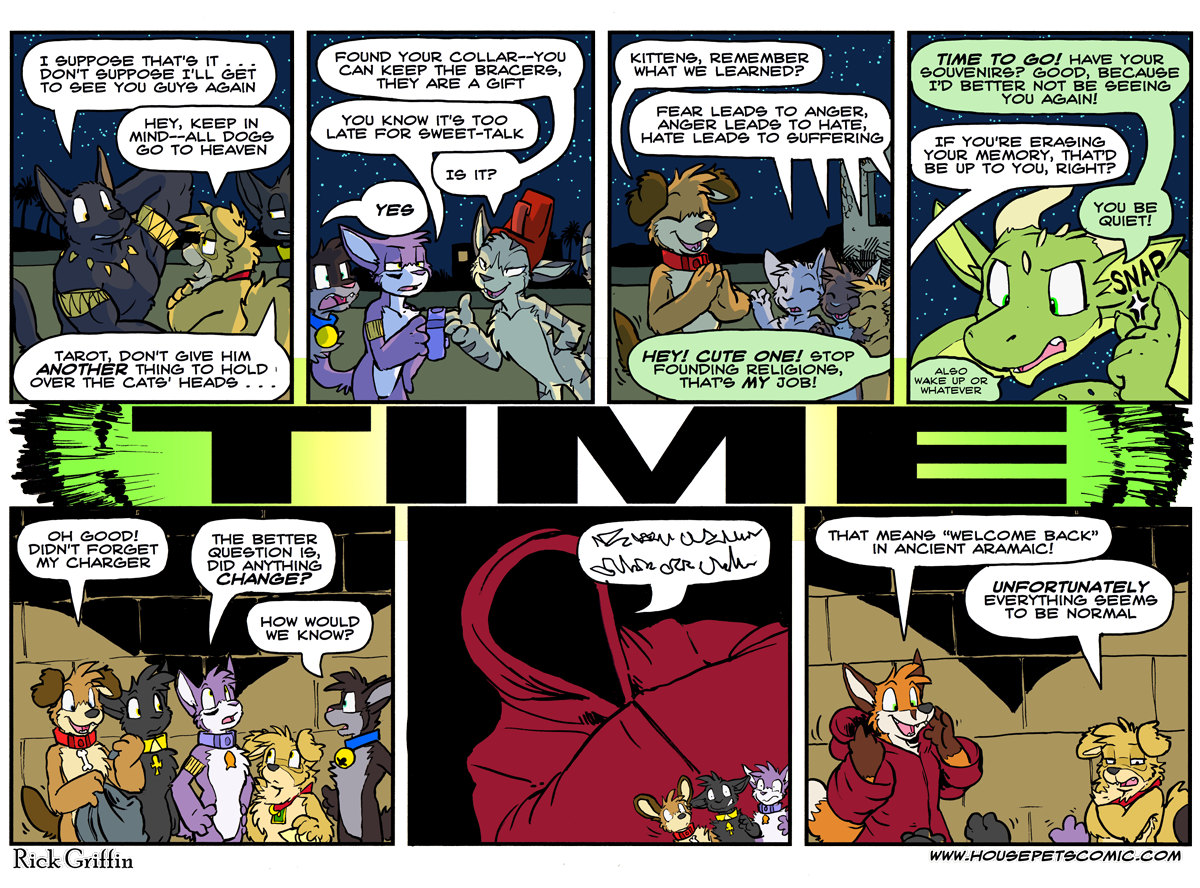 I SUPPOSE THAT'S IT . . .
DON'T SUPPOSE I'LL GET
TO SEE YOU GUYS AGAIN
HEY, KEEP IN
MIND--ALL DOGS
GO TO HEAVEN
TAROT, DON'T GIVE HIM
ANOTHER THING TO HOLD
OVER THE CATS' HEADS . . .
FOUND YOUR COLLAR--YOU
CAN KEEP THE BRACERS,
THEY ARE A GIFT
YOU KNOW IT'S TOO
LATE FOR SWEET-TALK
IS IT?
YES
KITTENS, REMEMBER
WHAT WE LEARNED?
FEAR LEADS TO ANGER,
ANGER LEADS TO HATE,
HATE LEADS TO SUFFERING
HEY! CUTE ONE! STOP
FOUNDING RELIGIONS,
THAT'S MY JOB!
TIME TO GO! HAVE YOUR
SOUVENIRS? GOOD, BECAUSE
I'D BETTER NOT BE SEEING
YOU AGAIN!
IF YOU'RE ERASING
YOUR MEMORY, THAT'D
BE UP TO YOU, RIGHT?
YOU BE
QUIET!
SNAP
ALSO
WAKE UP OR
WHATEVER
TIME
OH GOOD!
DIDN'T FORGET
MY CHARGER
THE BETTER
QUESTION IS,
DID ANYTHING
CHANGE?
HOW WOULD
WE KNOW?
THAT MEANS "WELCOME BACK"
IN ANCIENT ARAMAIC!
UNFORTUNATELY
EVERYTHING SEEMS
TO BE NORMAL
Rick Griffin
WWW.HOUSEPETSCOMIC.COM